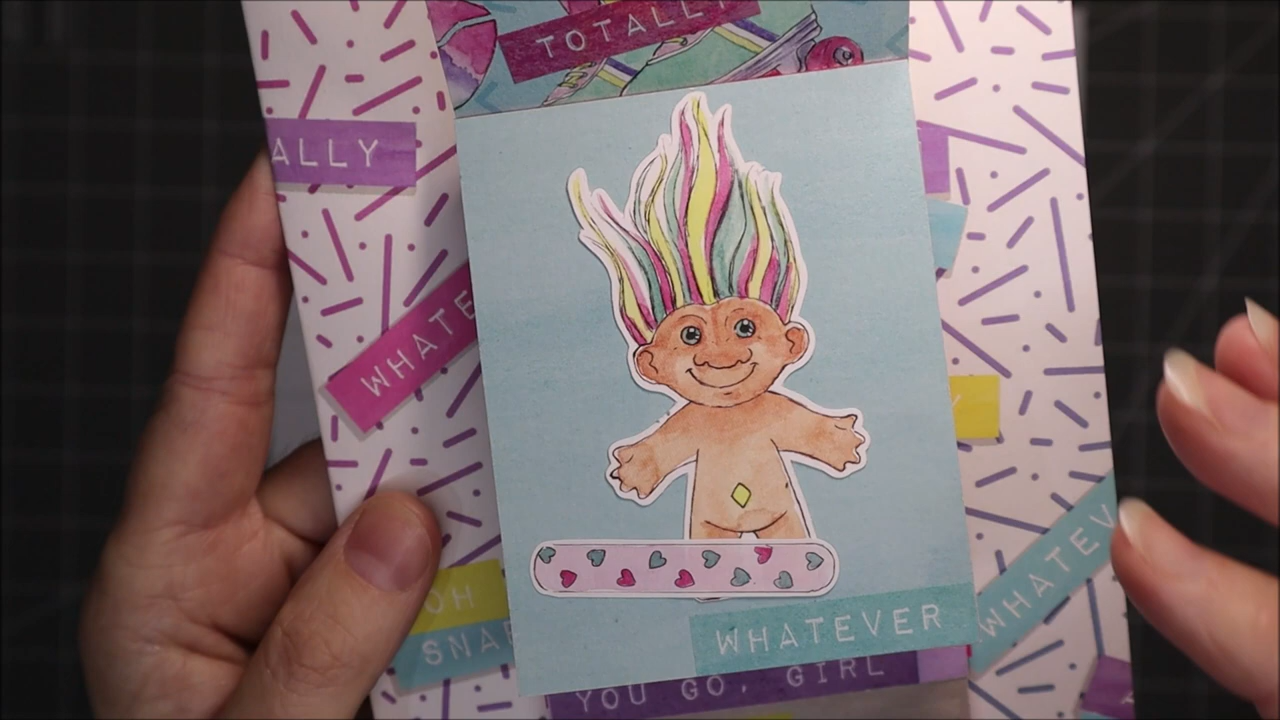 TOTALLY
ALLY
WHATE
OH
SNA
WHATEV
WHATEVER
YOU GO, GIRL